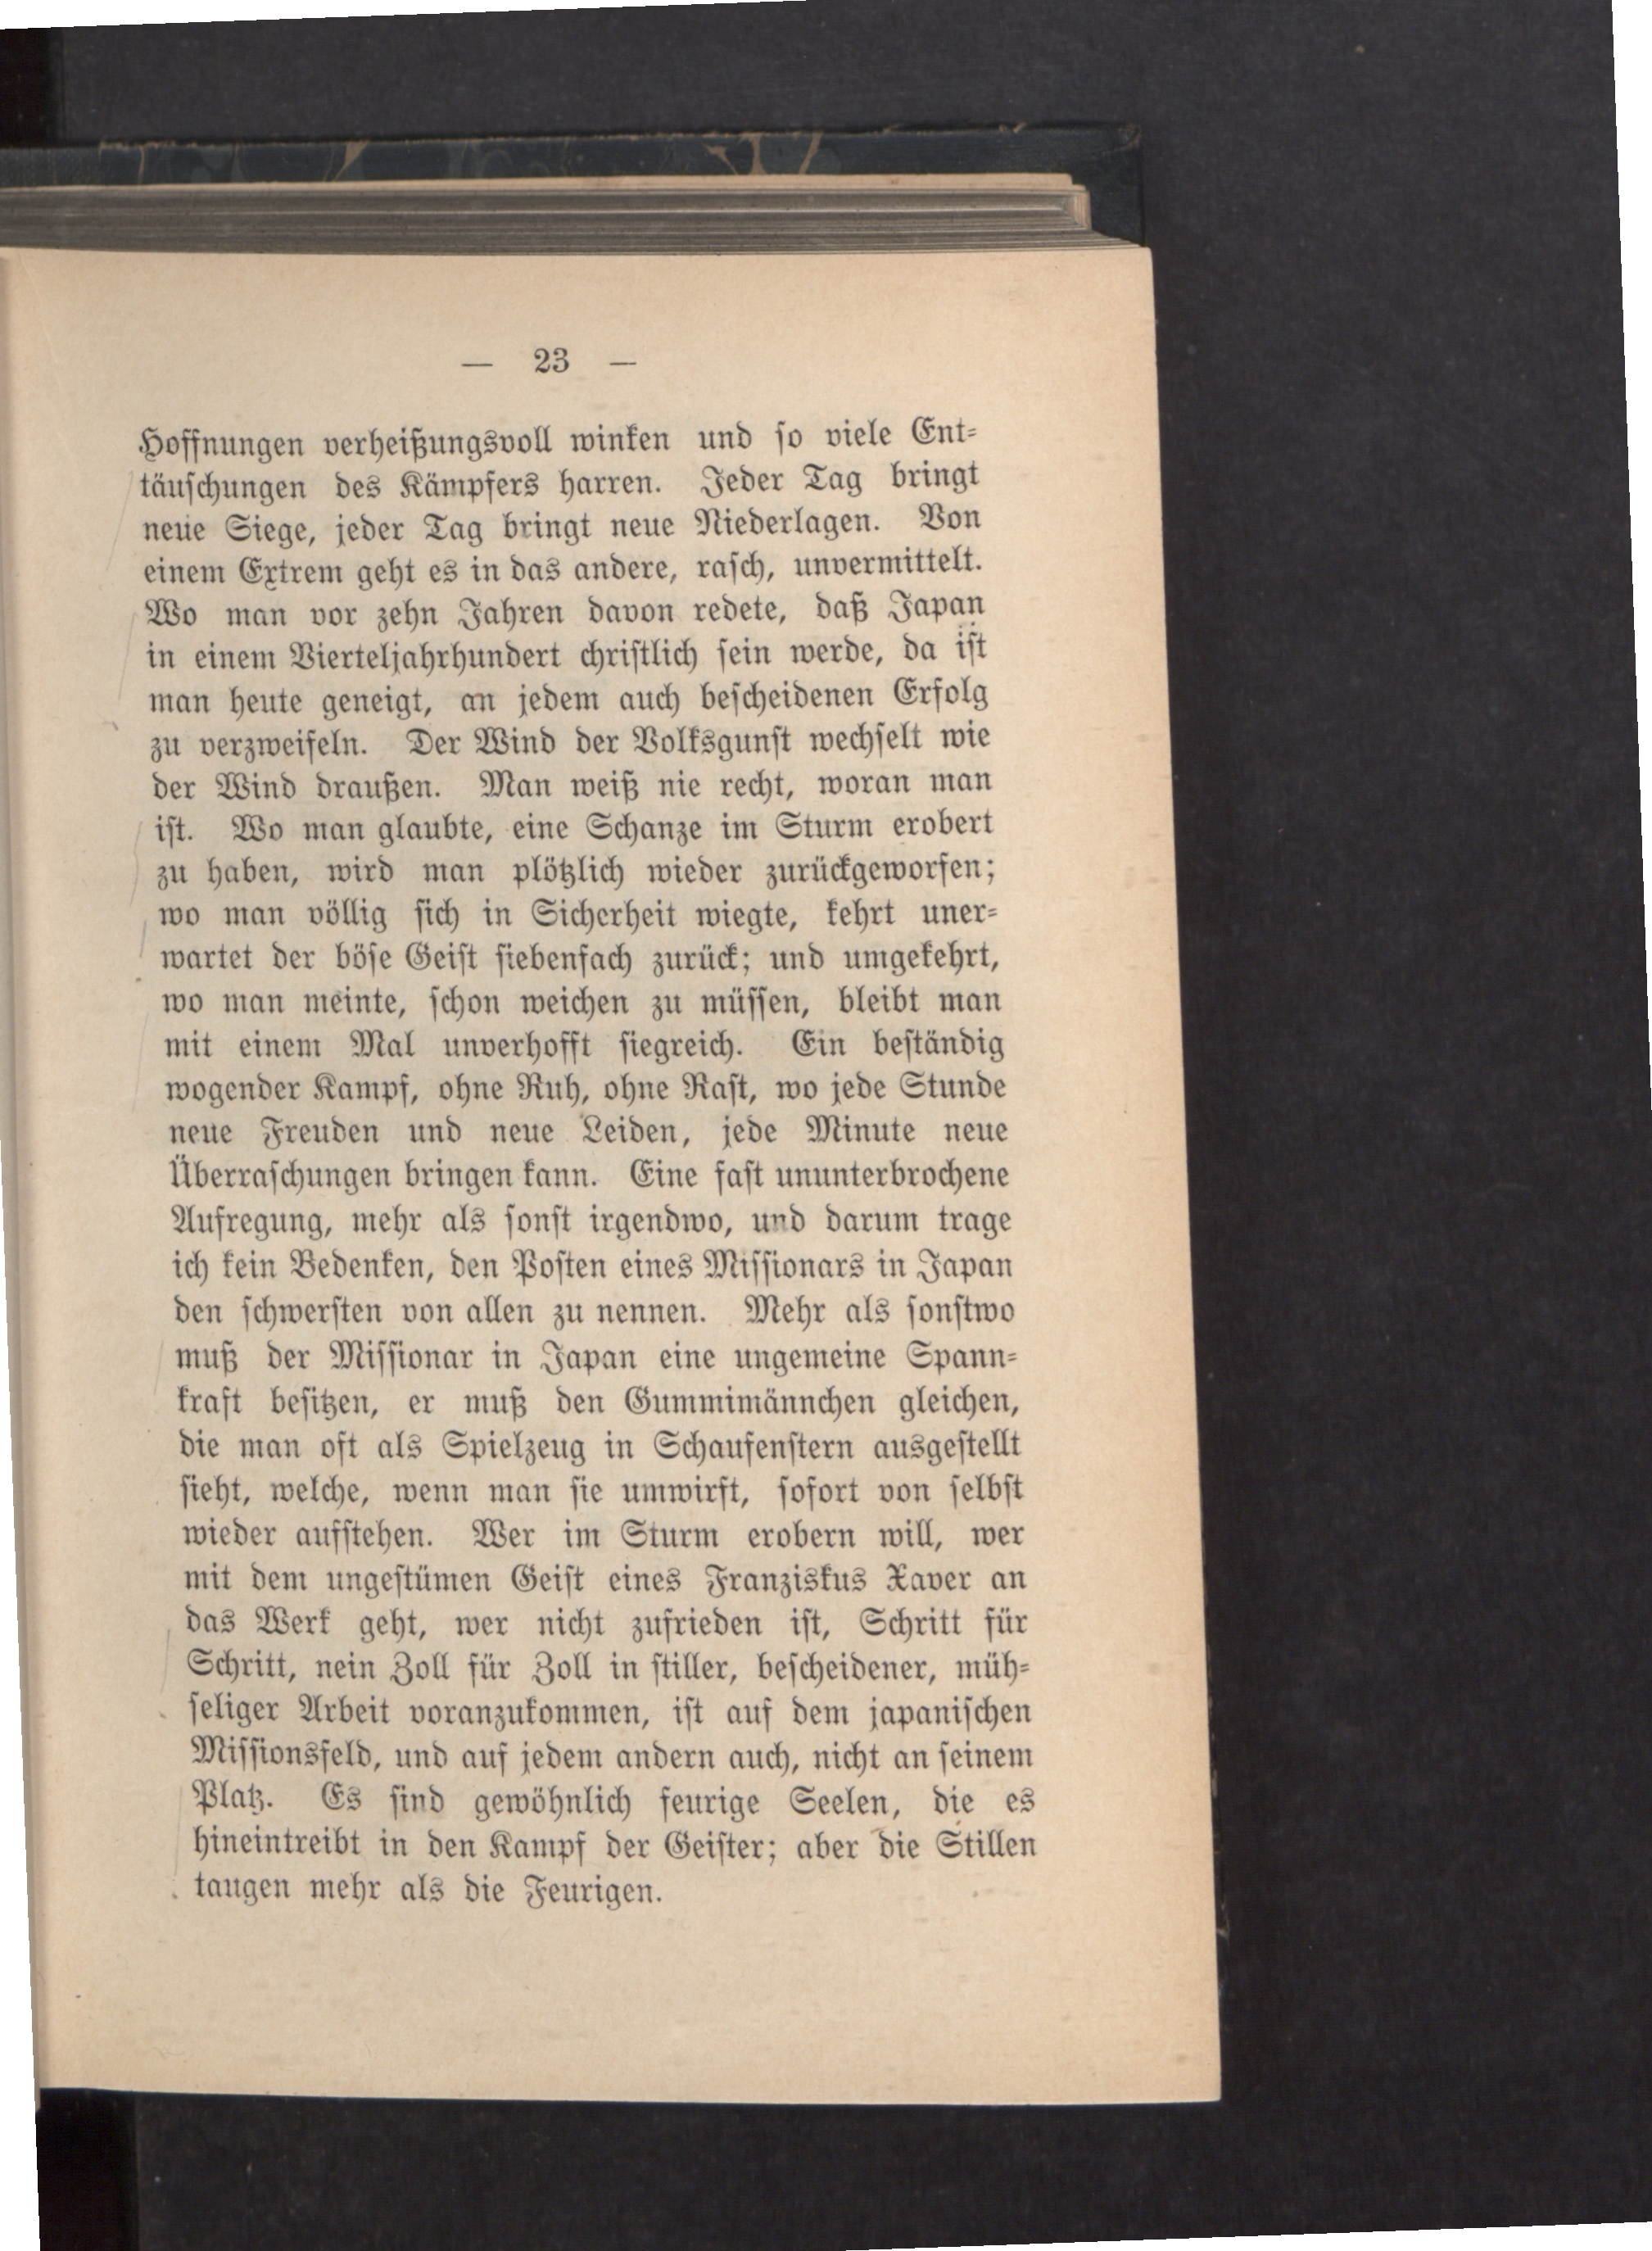 — 23 —
Hoffnungen verheißungsvoll winken und so viele Ent-
täuschungen des Kämpfers harren. Jeder Tag bringt
neue Siege, jeder Tag bringt neue Niederlagen. Von
einem Extrem geht es in das andere, rasch, unvermittelt.
Wo man vor zehn Jahren davon redete, daß Japan
in einem Vierteljahrhundert christlich sein werde, da ist
man heute geneigt, an jedem auch bescheidenen Erfolg
zu verzweifeln. Der Wind der Volksgunst wechselt wie
der Wind draußen. Man weiß nie recht, woran man
ist. Wo man glaubte, eine Schanze im Sturm erobert
zu haben, wird man plötzlich wieder zurückgeworfen;
wo man völlig sich in Sicherheit wiegte, kehrt uner-
wartet der böse Geist siebenfach zurück; und umgekehrt,
wo man meinte, schon weichen zu müssen, bleibt man
mit einem Mal unverhofft siegreich. Ein beständig
wogender Kampf, ohne Ruh, ohne Rast, wo jede Stunde
neue Freuden und neue Leiden, jede Minute neue
Überraschungen bringen kann. Eine fast ununterbrochene
Aufregung, mehr als sonst irgendwo, und darum trage
ich kein Bedenken, den Posten eines Missionars in Japan
den schwersten von allen zu nennen. Mehr als sonstwo
muß der Missionar in Japan eine ungemeine Spann-
kraft besitzen, er muß den Gummimännchen gleichen,
die man oft als Spielzeug in Schaufenstern ausgestellt
sieht, welche, wenn man sie umwirft, sofort von selbst
wieder aufstehen. Wer im Sturm erobern will, wer
mit dem ungestümen Geist eines Franziskus Xaver an
das Werk geht, wer nicht zufrieden ist, Schritt für
Schritt, nein Zoll für Zoll in stiller, bescheidener, müh-
seliger Arbeit voranzukommen, ist auf dem japanischen
Missionsfeld, und auf jedem andern auch, nicht an seinem
Platz. Es sind gewöhnlich feurige Seelen, die es
hineintreibt in den Kampf der Geister; aber die Stillen
taugen mehr als die Feurigen.